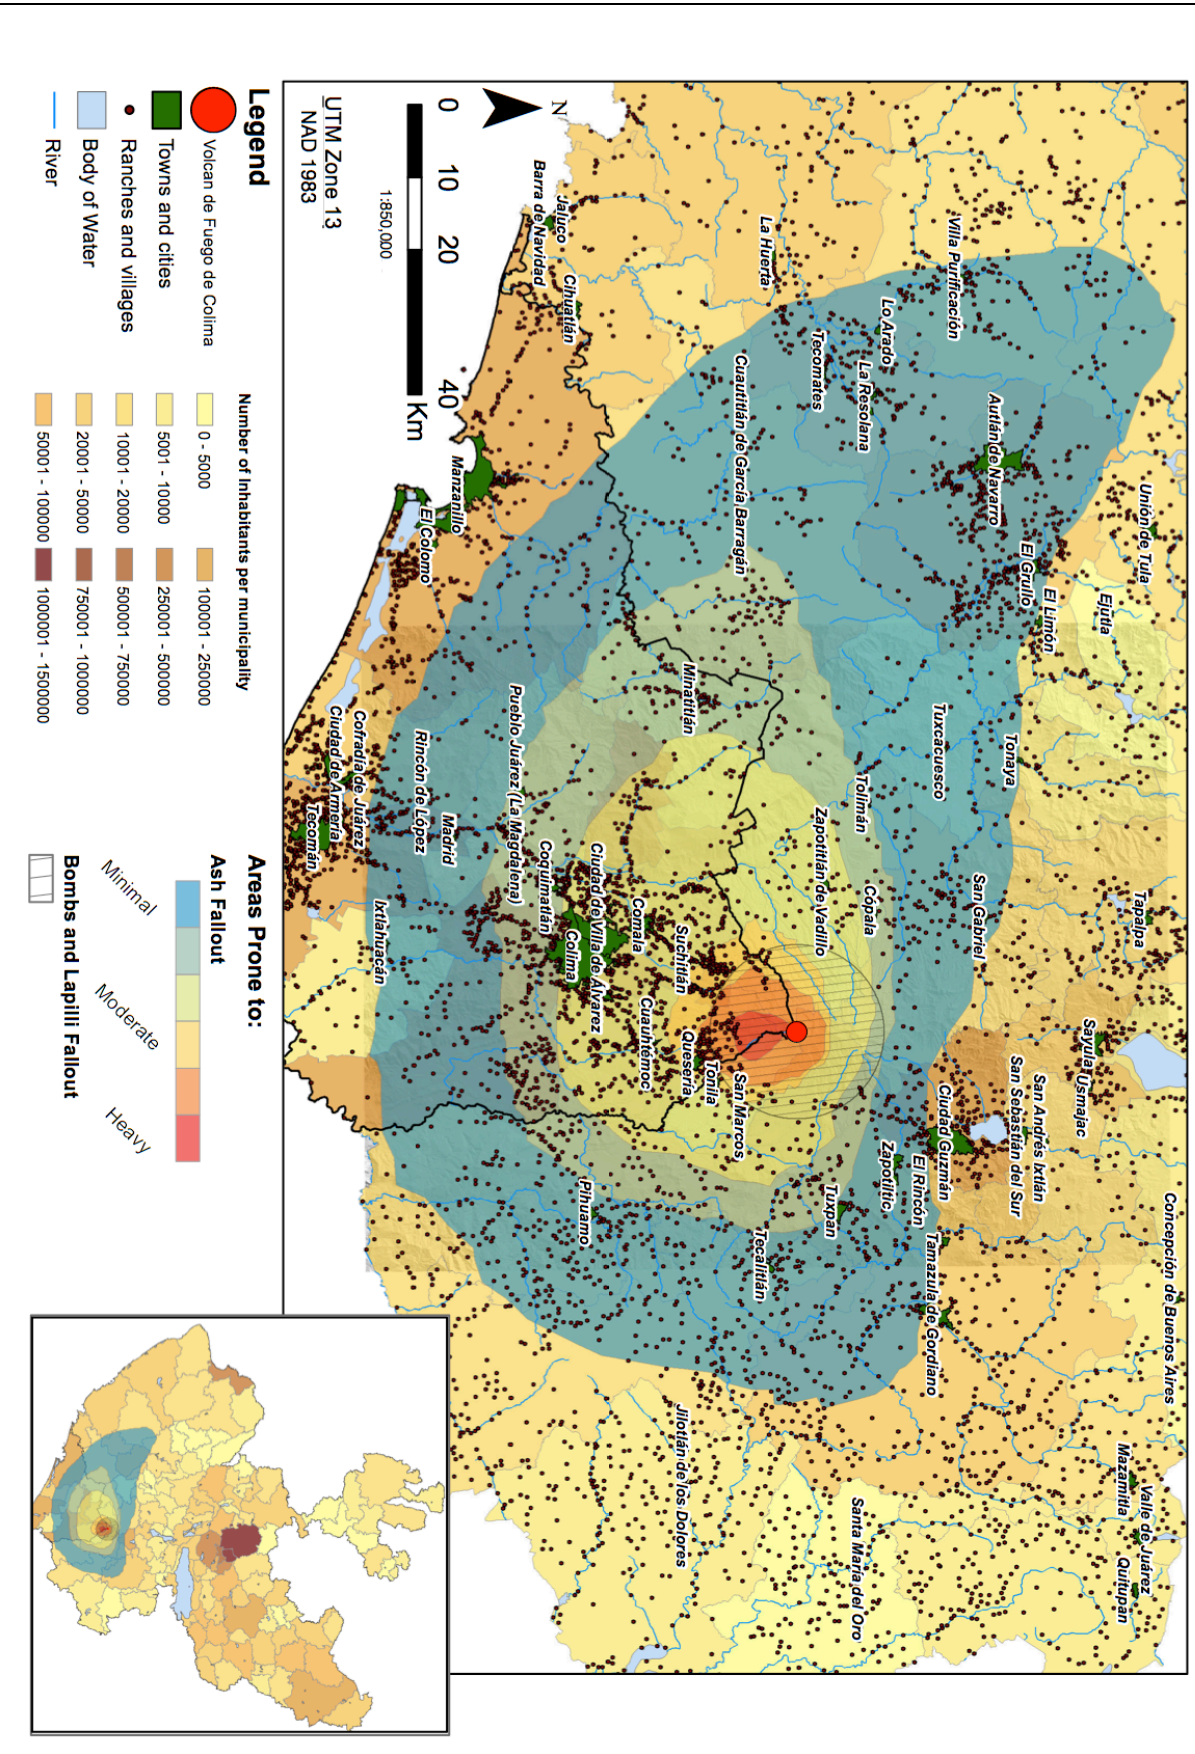 Concepción de Buenos Aires
Valle de Juárez
Mazamitla
Quitupan
Unión de Tula
Tapalpa
Ejutla
Sayula
Usmajac
El Limón
San Andrés Ixtlán
El Grullo
San Sebastián del Sur
Tonaya
Autlán de Navarro
San Gabriel
Villa Purificación
Tuxcacuesco
Ciudad Guzmán
Tamazula de Gordiano
El Rincón
Lo Arado
Zapotiltic
La Resolana
Tolimán
Cópala
Santa María del Oro
Tecomates
Zapotitlán de Vadillo
Tuxpan
La Huerta
Tecalitlán
Cuautitlán de García Barragán
San Marcos
Tonila
Minatitlán
Quesería
Suchitlán
Jilotlán de los Dolores
Cuauhtémoc
Comala
Ciudad de Villa de Álvarez
Colima
Pihuamo
Cihuatlán
Jaluco
Barra de Navidad
Coquimatlán
Pueblo Juárez (La Magdalena)
Manzanillo
Madrid
El Colomo
Rincón de López
Ixtlahuacán
Cofradía de Juárez
Ciudad de Armería
Tecomán
N
0 10 20 40
Km
1:850,000
UTM Zone 13
NAD 1983
Legend
Volcan de Fuego de Colima
Towns and cities
Ranches and villages
Body of Water
River
Number of Inhabitants per municipality
0 - 5000
5001 - 10000
10001 - 20000
20001 - 50000
50001 - 100000
100001 - 250000
250001 - 500000
500001 - 750000
750001 - 1000000
1000001 - 1500000
Areas Prone to:
Ash Fallout
Minimal
Moderate
Heavy
Bombs and Lapilli Fallout